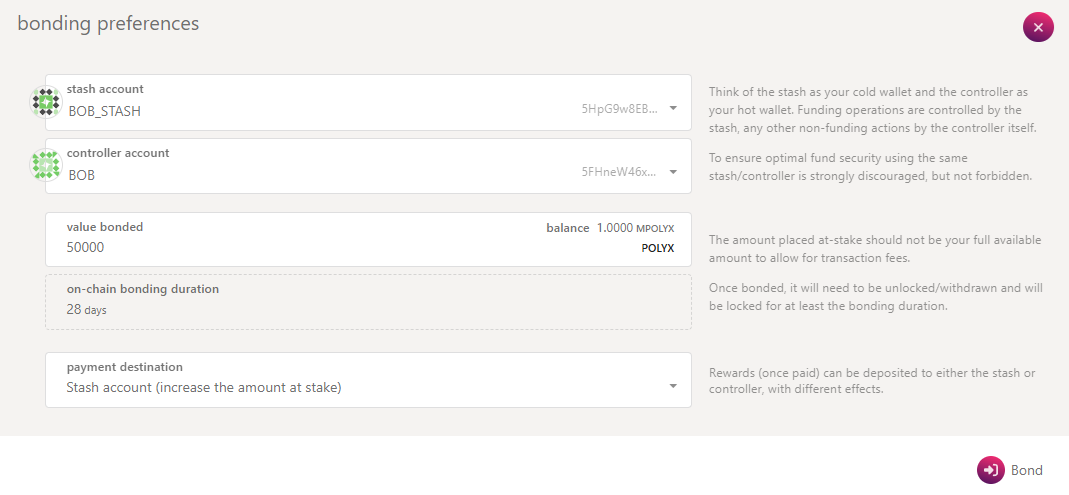 bonding preferences
stash account
BOB_STASH 5HpG9w8EB...
Think of the stash as your cold wallet and the controller as
your hot wallet. Funding operations are controlled by the
stash, any other non-funding actions by the controller itself.
controller account
BOB 5FHneW46x...
To ensure optimal fund security using the same
stash/controller is strongly discouraged, but not forbidden.
value bonded balance 1.0000 MPOLYX
50000 POLYX
The amount placed at-stake should not be your full available
amount to allow for transaction fees.
on-chain bonding duration
28 days
Once bonded, it will need to be unlocked/withdrawn and will
be locked for at least the bonding duration.
payment destination
Stash account (increase the amount at stake)
Rewards (once paid) can be deposited to either the stash or
controller, with different effects.
Bond